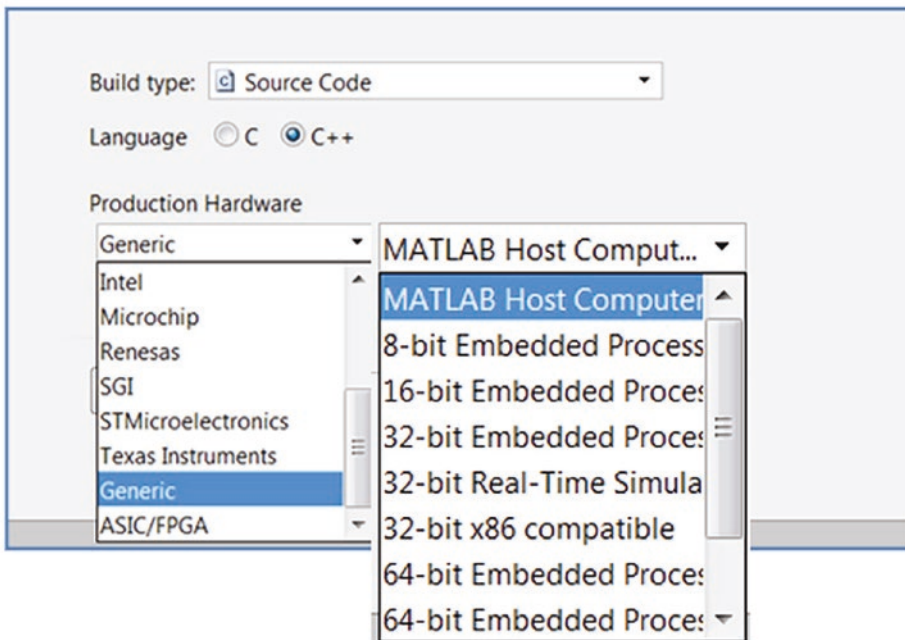 Build type: Source Code
Language C C++
Production Hardware
Generic
Intel
Microchip
Renesas
SGI
STMicroelectronics
Texas Instruments
Generic
ASIC/FPGA
MATLAB Host Comput...
MATLAB Host Computer
8-bit Embedded Process
16-bit Embedded Proces
32-bit Embedded Proces
32-bit Real-Time Simula
32-bit x86 compatible
64-bit Embedded Proces
64-bit Embedded Proces